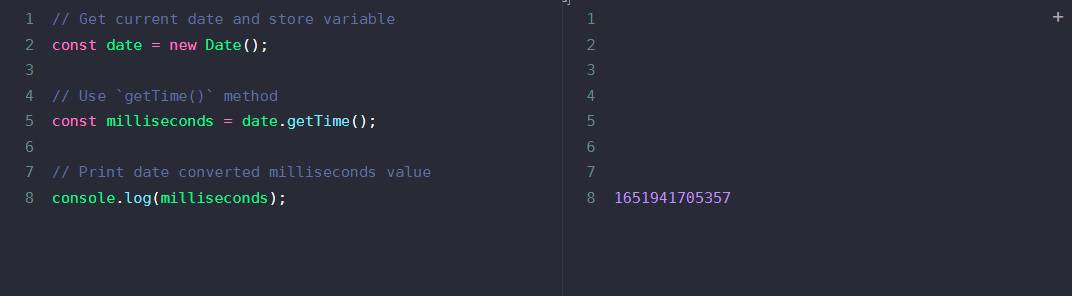 1 // Get current date and store variable
2 const date = new Date();
3
4 // Use `getTime()` method
5 const milliseconds = date.getTime();
6
7 // Print date converted milliseconds value
8 console.log(milliseconds);
1
2
3
4
5
6
7
8 1651941705357
+